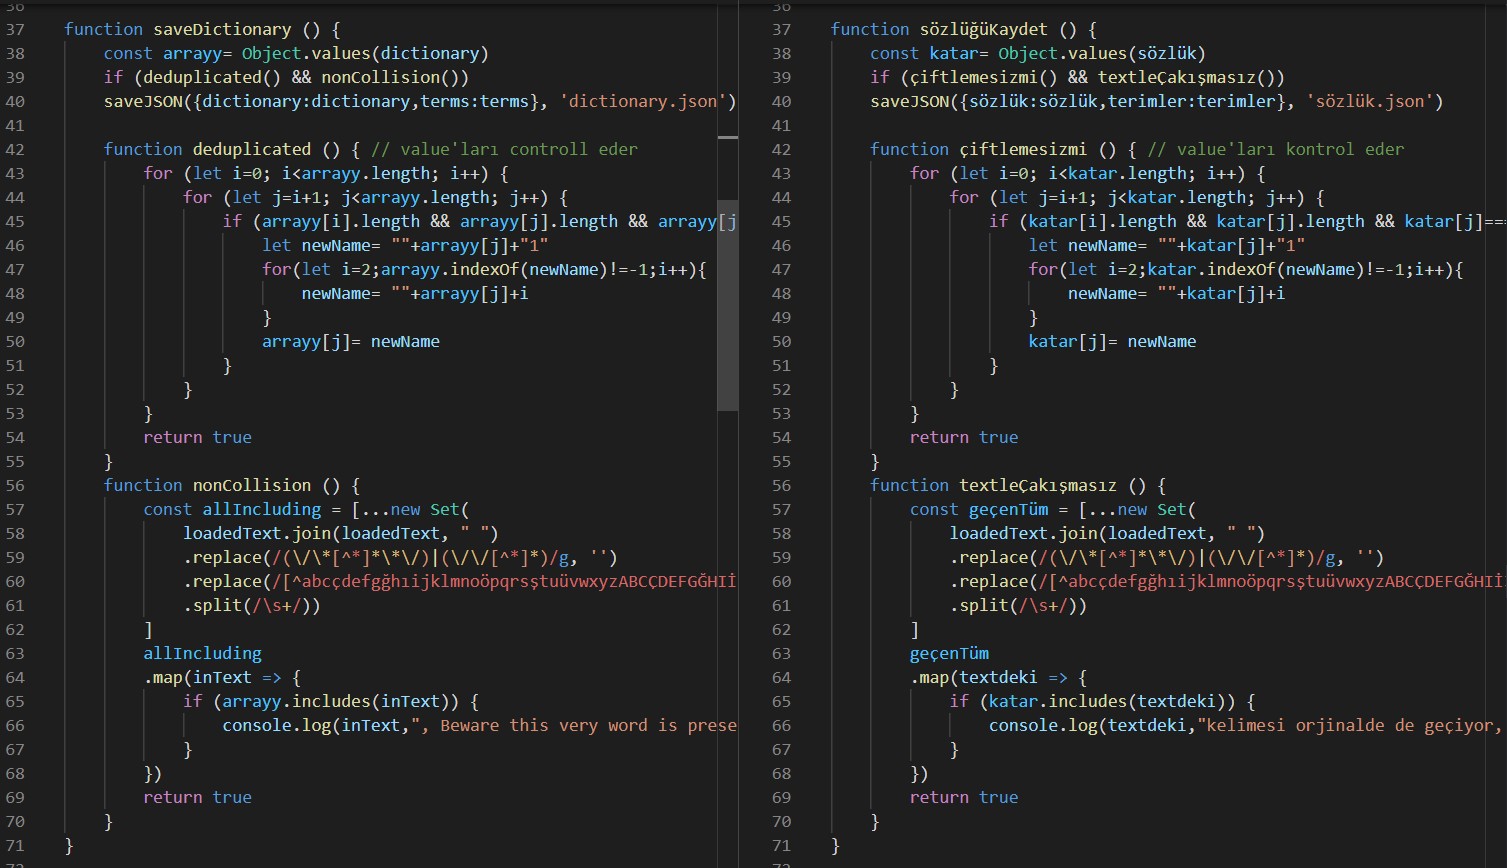 36
37 function saveDictionary () {
38 const arrayy= Object.values(dictionary)
39 if (deduplicated() && nonCollision())
40 saveJSON({dictionary:dictionary,terms:terms}, 'dictionary.json')
41
42 function deduplicated () { // value'ları controll eder
43 for (let i=0; i<arrayy.length; i++) {
44 for (let j=i+1; j<arrayy.length; j++) {
45 if (arrayy[i].length && arrayy[j].length && arrayy[j
46 let newName= ""+arrayy[j]+"1"
47 for(let i=2;arrayy.indexOf(newName)!==-1;i++){
48 newName= ""+arrayy[j]+i
49 }
50 arrayy[j]= newName
51 }
52 }
53 }
54 return true
55 }
56 function nonCollision () {
57 const allIncluding = [...new Set(
58 loadedText.join(loadedText, " ")
59 .replace(/(\/\*[^*]*\*\/)|(\/\/[^*]*)/g, '')
60 .replace(/[^abcçdefgğhıijklmnoöpqrsştuüvwxyzABCÇDEFGĞHIİ
61 .split(/\s+/))
62 ]
63 allIncluding
64 .map(inText => {
65 if (arrayy.includes(inText)) {
66 console.log(inText,", Beware this very word is prese
67 }
68 })
69 return true
70 }
71 }
36
37 function sözlüğüKaydet () {
38 const katar= Object.values(sözlük)
39 if (çiftlemesizmi() && textleÇakışmasız())
40 saveJSON({sözlük:sözlük,terimler:terimler}, 'sözlük.json')
41
42 function çiftlemesizmi () { // value'ları kontrol eder
43 for (let i=0; i<katar.length; i++) {
44 for (let j=i+1; j<katar.length; j++) {
45 if (katar[i].length && katar[j].length && katar[j]===
46 let newName= ""+katar[j]+"1"
47 for(let i=2;katar.indexOf(newName)!==-1;i++){
48 newName= ""+katar[j]+i
49 }
50 katar[j]= newName
51 }
52 }
53 }
54 return true
55 }
56 function textleÇakışmasız () {
57 const geçenTüm = [...new Set(
58 loadedText.join(loadedText, " ")
59 .replace(/(\/\*[^*]*\*\/)|(\/\/[^*]*)/g, '')
60 .replace(/[^abcçdefgğhıijklmnoöpqrsştuüvwxyzABCÇDEFGĞHIİ
61 .split(/\s+/))
62 ]
63 geçenTüm
64 .map(textdeki => {
65 if (katar.includes(textdeki)) {
66 console.log(textdeki,"kelimesi orjinalde de geçiyor,
67 }
68 })
69 return true
70 }
71 }